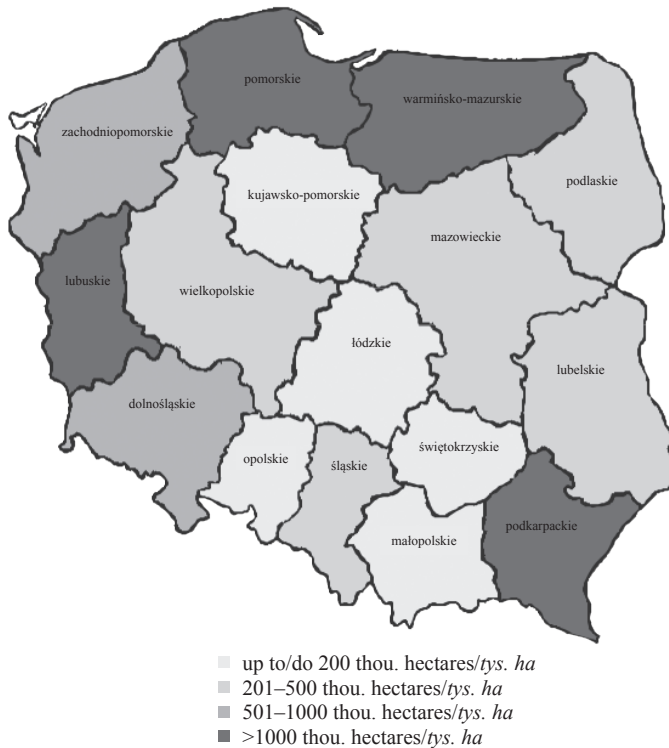 pomorskie
warmińsko-mazurskie
zachodniopomorskie
podlaskie
kujawsko-pomorskie
mazowieckie
lubuskie
wielkopolskie
łódzkie
lubelskie
dolnośląskie
opolskie
śląskie
świętokrzyskie
podkarpackie
małopolskie
up to/do 200 thou. hectares/tys. ha
201–500 thou. hectares/tys. ha
501–1000 thou. hectares/tys. ha
>1000 thou. hectares/tys. ha